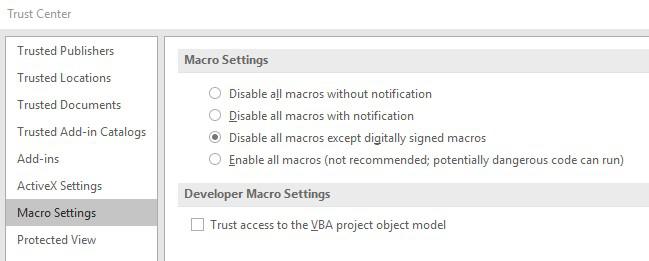 Trust Center
Trusted Publishers
Trusted Locations
Trusted Documents
Trusted Add-in Catalogs
Add-ins
ActiveX Settings
Macro Settings
Protected View
Macro Settings
Disable all macros without notification
Disable all macros with notification
Disable all macros except digitally signed macros
Enable all macros (not recommended; potentially dangerous code can run)
Developer Macro Settings
Trust access to the VBA project object model